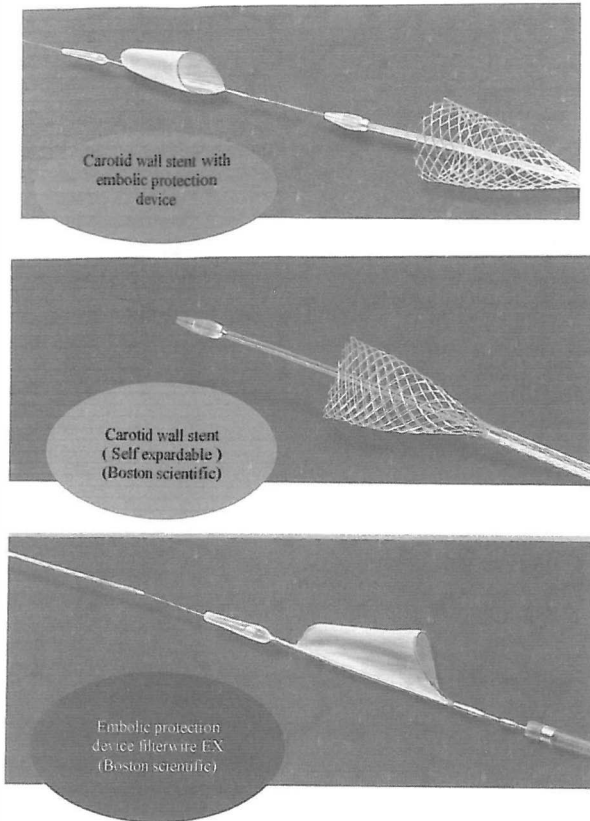 Carotid wall stent with
embolic protection
device
Carotid wall stent
( Self expardable )
(Boston scientific)
Embolic protection
device filterwire EX
(Boston scientific)